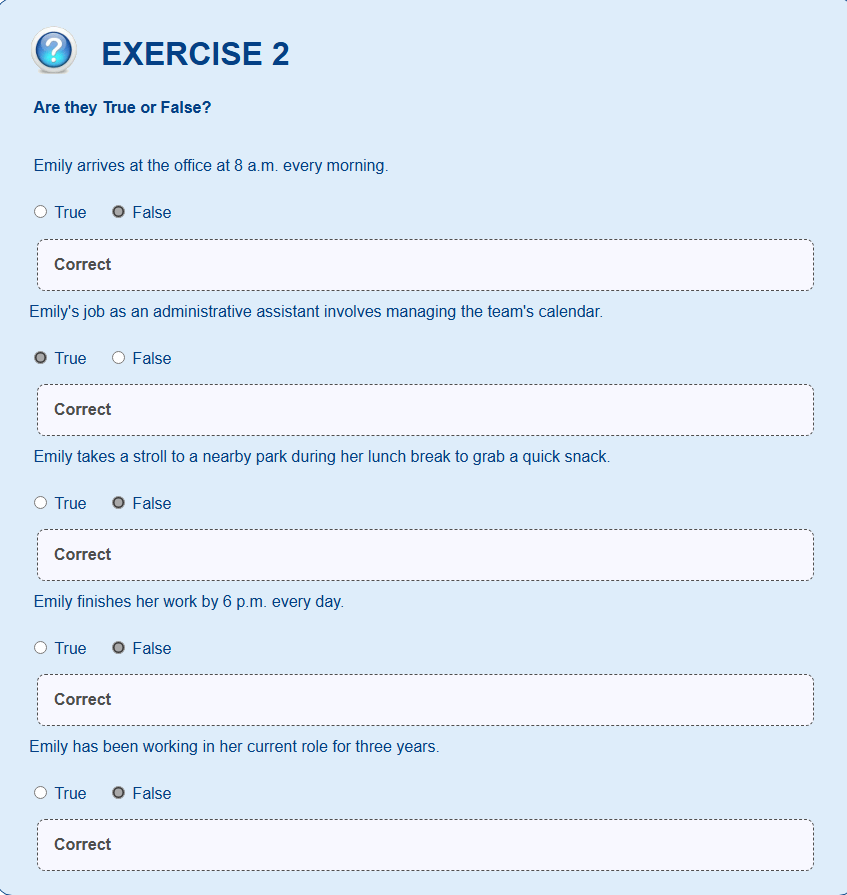 ?
EXERCISE 2
Are they True or False?
Emily arrives at the office at 8 a.m. every morning.
True False
Correct
Emily's job as an administrative assistant involves managing the team's calendar.
True False
Correct
Emily takes a stroll to a nearby park during her lunch break to grab a quick snack.
True False
Correct
Emily finishes her work by 6 p.m. every day.
True False
Correct
Emily has been working in her current role for three years.
True False
Correct